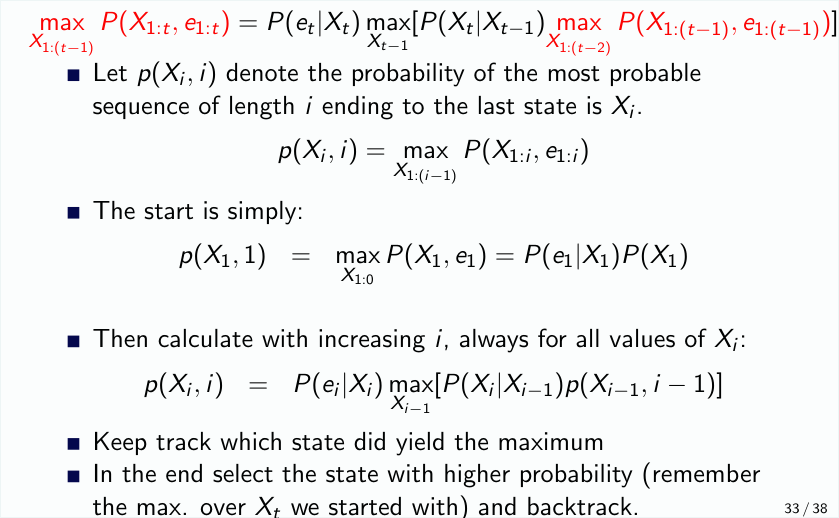 max_{X_{1:(t−1)}} P(X_{1:t}, e_{1:t}) = P(e_t|X_t) max_{X_{t−1}}[P(X_t|X_{t−1}) max_{X_{1:(t−2)}} P(X_{1:(t−1)}, e_{1:(t−1)})]
■ Let p(X_i, i) denote the probability of the most probable
sequence of length i ending to the last state is X_i.
p(X_i, i) = max_{X_{1:(i−1)}} P(X_{1:i}, e_{1:i})
■ The start is simply:
p(X_1, 1) = max_{X_{1:0}} P(X_1, e_1) = P(e_1|X_1)P(X_1)
■ Then calculate with increasing i, always for all values of X_i:
p(X_i, i) = P(e_i|X_i) max_{X_{i−1}}[P(X_i|X_{i−1})p(X_{i−1}, i − 1)]
■ Keep track which state did yield the maximum
■ In the end select the state with higher probability (remember
the max. over X_t we started with) and backtrack.
33 / 38